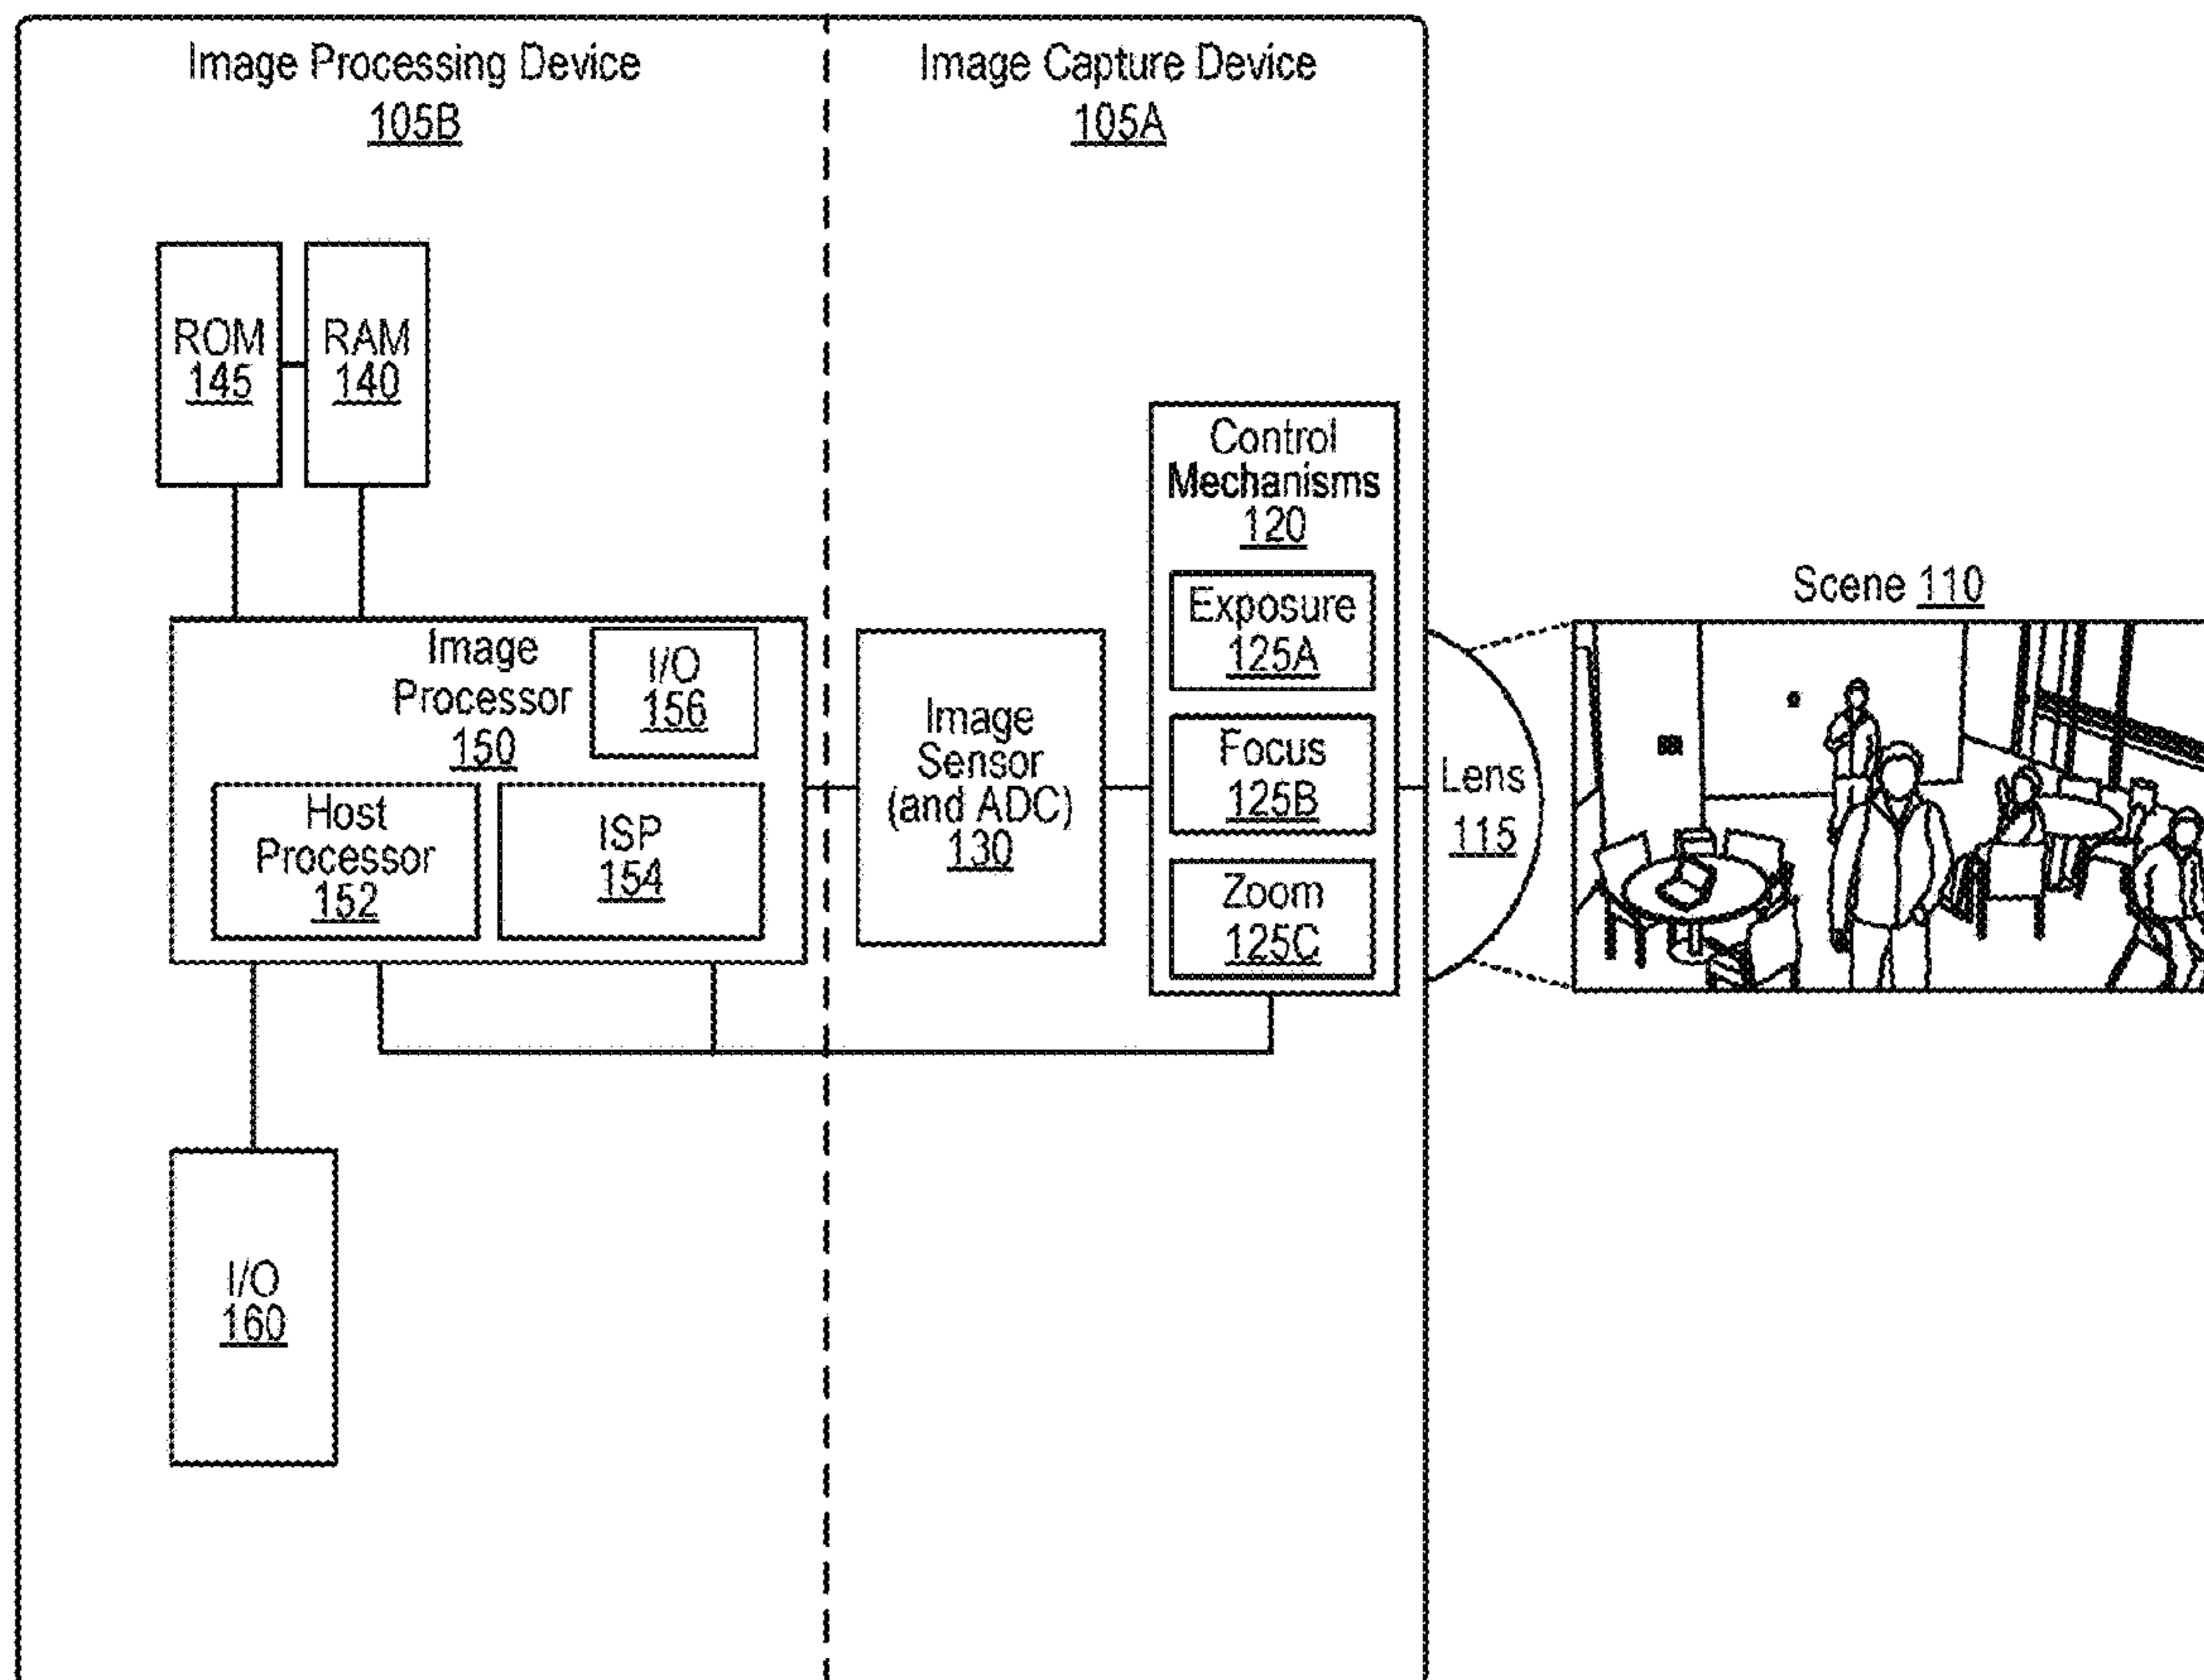 Image Processing Device
105B
Image Capture Device
105A
ROM
145
RAM
140
Control
Mechanisms
120
Exposure
125A
Focus
125B
Zoom
125C
Scene 110
Image
Processor
150
I/O
156
Host
Processor
152
ISP
154
Image
Sensor
(and ADC)
130
Lens
115
I/O
160